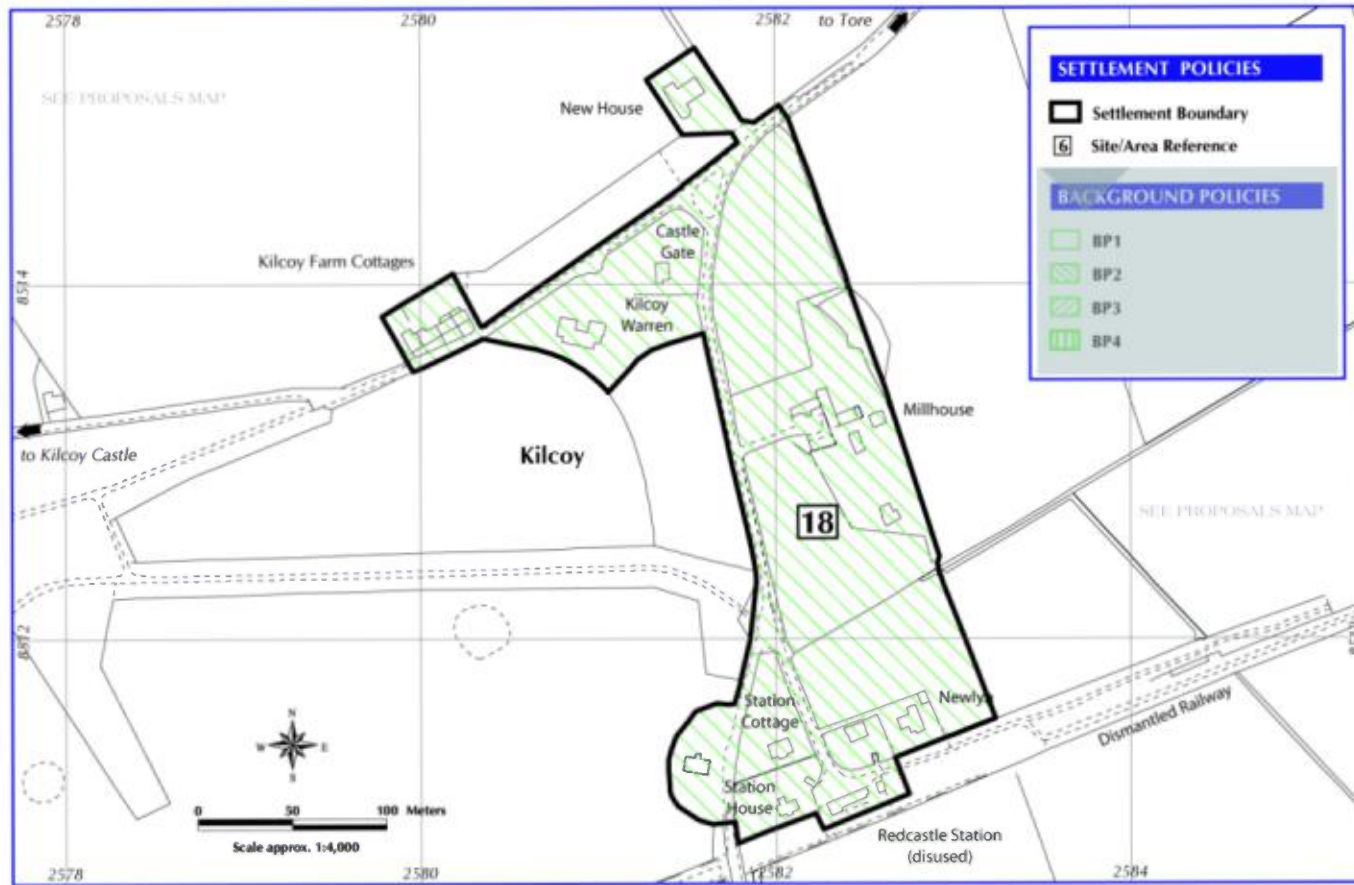 2578
2580
2582
to Tore
SEE PROPOSALS MAP
New House
SETTLEMENT POLICIES
Settlement Boundary
6 Site/Area Reference
BACKGROUND POLICIES
BP1
BP2
BP3
BP4
Castle
Gate
Kilcoy Farm Cottages
8514
Kilcoy
Warren
Millhouse
to Kilcoy Castle
Kilcoy
18
SEE PROPOSALS MAP
8812
Station
Cottage
Newlyn
Dismantled Railway
N
W E
S
Station
House
0 50 100 Meters
Scale approx. 1:4,000
Redcastle Station
(disused)
2578
2580
2582
2584